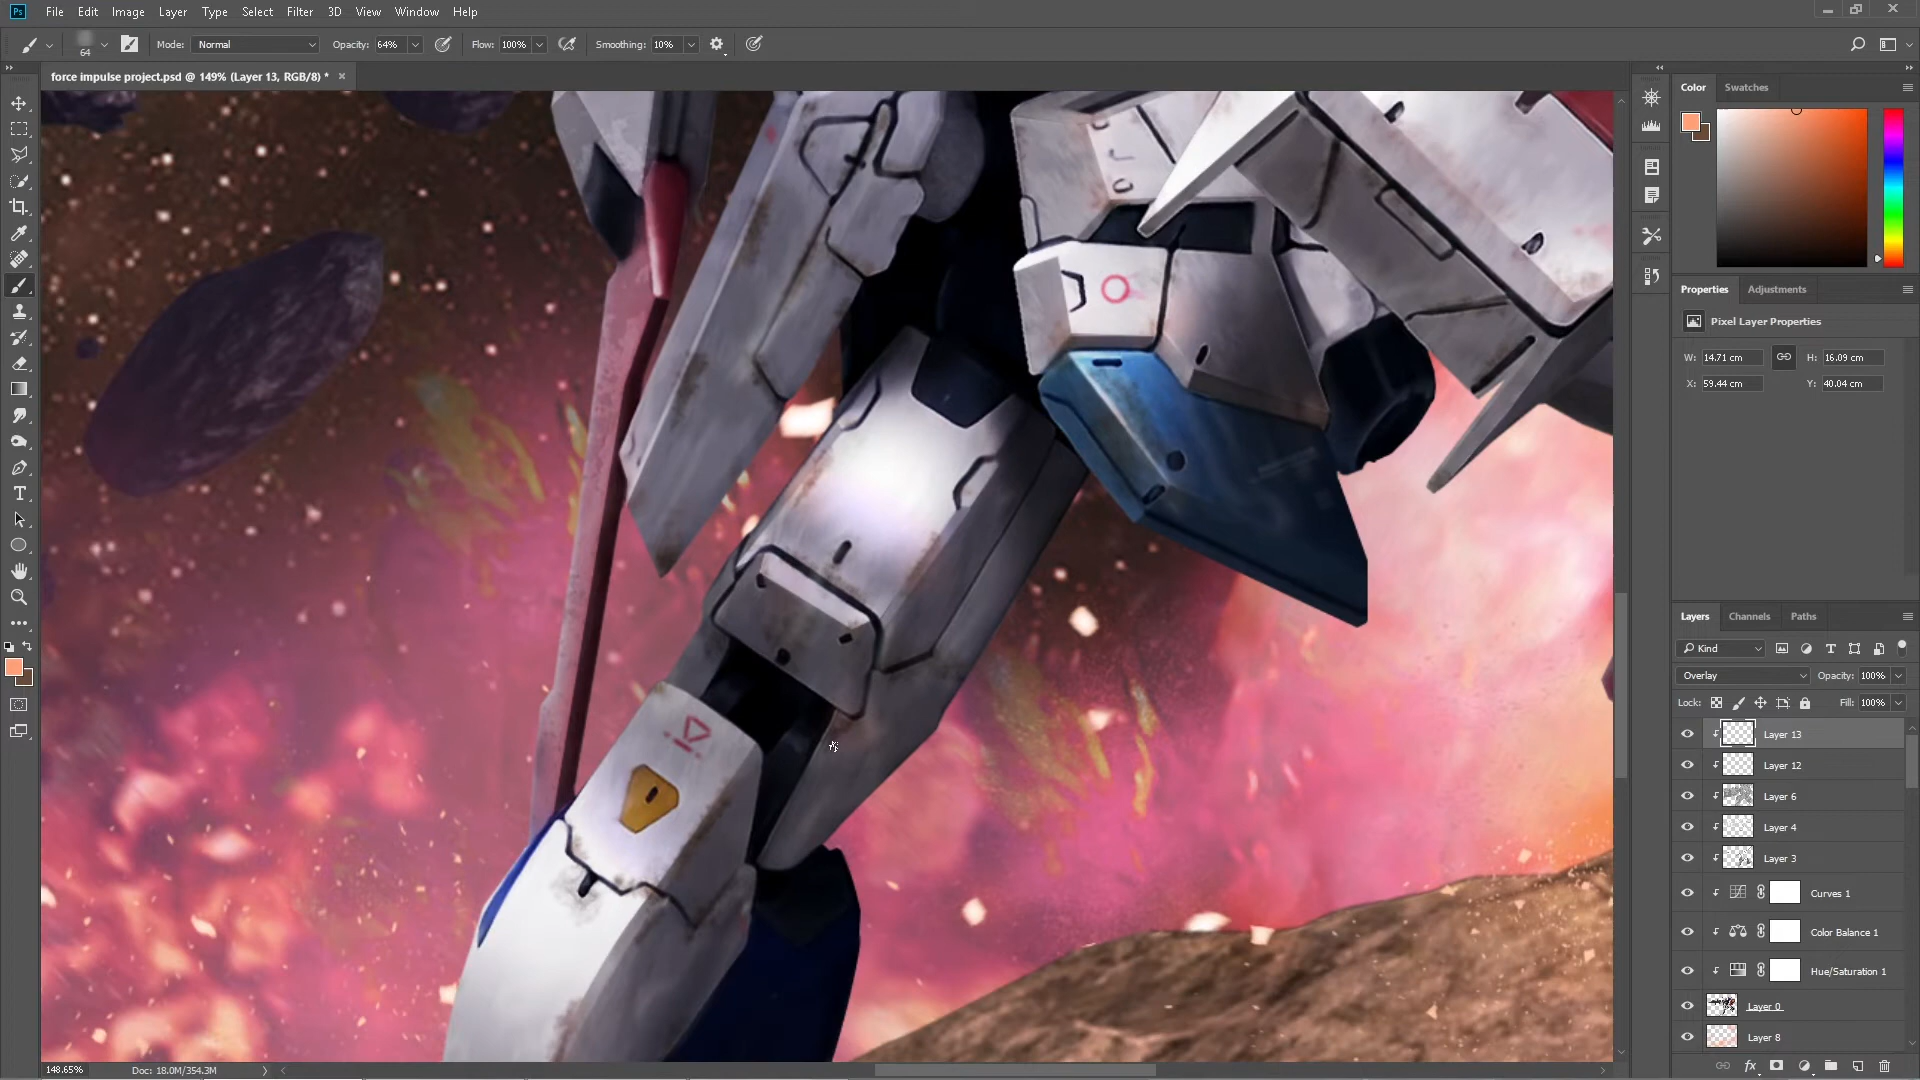 Ps File Edit Image Layer Type Select Filter 3D View Window Help
64 Mode: Normal Opacity: 64% Flow: 100% Smoothing: 10%
force impulse project.psd @ 149% (Layer 13, RGB/8) *
Color Swatches
Properties Adjustments
Pixel Layer Properties
W: 14.71 cm H: 16.09 cm
X: 59.44 cm Y: 40.04 cm
Layers Channels Paths
Kind
Overlay Opacity: 100%
Lock: Fill: 100%
Layer 13
Layer 12
Layer 6
Layer 4
Layer 3
Curves 1
Color Balance 1
Hue/Saturation 1
Layer 0
Layer 8
fx
148.65% Doc: 18.0M/354.3M